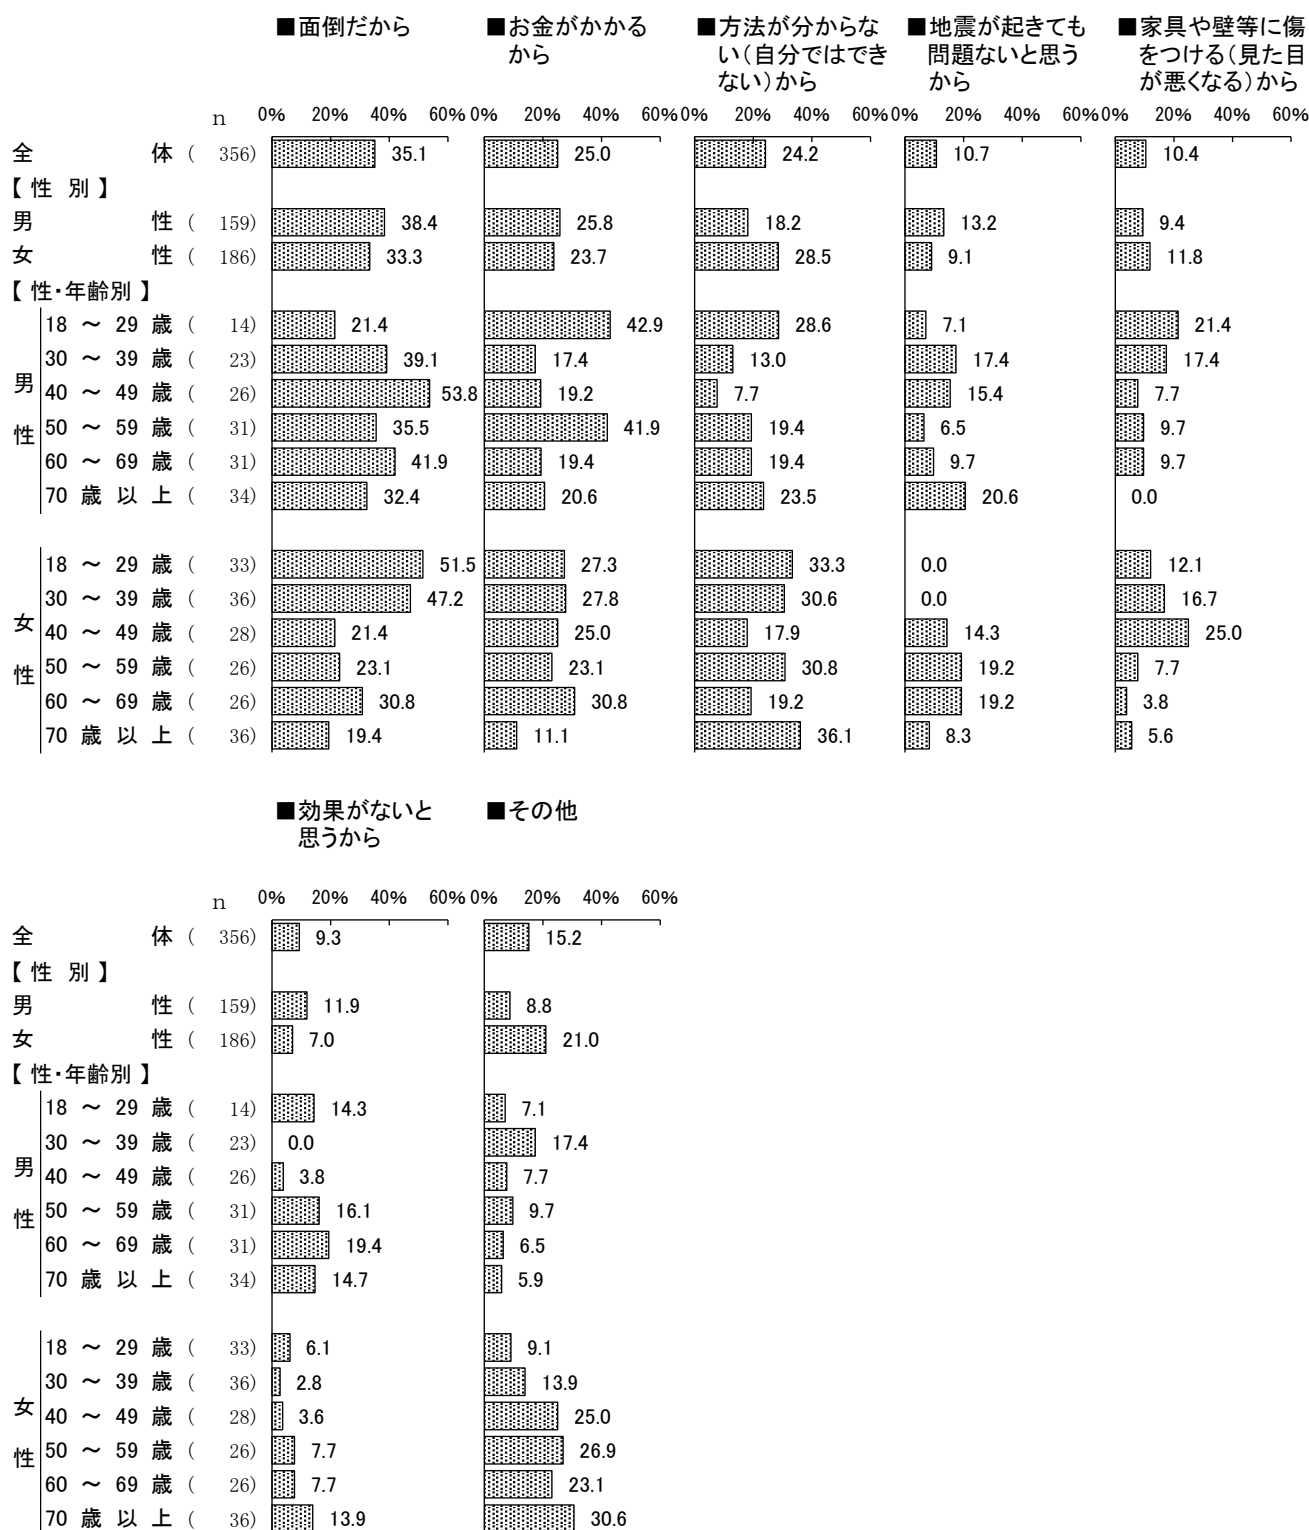 ■面倒だから ■お金がかかる ■方法が分からな ■地震が起きても ■家具や壁等に傷
から い(自分ではでき 問題ないと思う をつける(見た目
ない)から から が悪くなる)から
n 0% 20% 40% 60% 0% 20% 40% 60% 0% 20% 40% 60% 0% 20% 40% 60% 0% 20% 40% 60%
全体 ( 356) 35.1 25.0 24.2 10.7 10.4
【性別】
男性 ( 159) 38.4 25.8 18.2 13.2 9.4
女性 ( 186) 33.3 23.7 28.5 9.1 11.8
【性・年齢別】
男性
18 ～ 29 歳 ( 14) 21.4 42.9 28.6 7.1 21.4
30 ～ 39 歳 ( 23) 39.1 17.4 13.0 17.4 17.4
40 ～ 49 歳 ( 26) 53.8 19.2 7.7 15.4 7.7
50 ～ 59 歳 ( 31) 35.5 41.9 19.4 6.5 9.7
60 ～ 69 歳 ( 31) 41.9 19.4 19.4 9.7 9.7
70 歳以上 ( 34) 32.4 20.6 23.5 20.6 0.0
女性
18 ～ 29 歳 ( 33) 51.5 27.3 33.3 0.0 12.1
30 ～ 39 歳 ( 36) 47.2 27.8 30.6 0.0 16.7
40 ～ 49 歳 ( 28) 21.4 25.0 17.9 14.3 25.0
50 ～ 59 歳 ( 26) 23.1 23.1 30.8 19.2 7.7
60 ～ 69 歳 ( 26) 30.8 30.8 19.2 19.2 3.8
70 歳以上 ( 36) 19.4 11.1 36.1 8.3 5.6
■効果がないと ■その他
思うから
n 0% 20% 40% 60% 0% 20% 40% 60%
全体 ( 356) 9.3 15.2
【性別】
男性 ( 159) 11.9 8.8
女性 ( 186) 7.0 21.0
【性・年齢別】
男性
18 ～ 29 歳 ( 14) 14.3 7.1
30 ～ 39 歳 ( 23) 0.0 17.4
40 ～ 49 歳 ( 26) 3.8 7.7
50 ～ 59 歳 ( 31) 16.1 9.7
60 ～ 69 歳 ( 31) 19.4 6.5
70 歳以上 ( 34) 14.7 5.9
女性
18 ～ 29 歳 ( 33) 6.1 9.1
30 ～ 39 歳 ( 36) 2.8 13.9
40 ～ 49 歳 ( 28) 3.6 25.0
50 ～ 59 歳 ( 26) 7.7 26.9
60 ～ 69 歳 ( 26) 7.7 23.1
70 歳以上 ( 36) 13.9 30.6